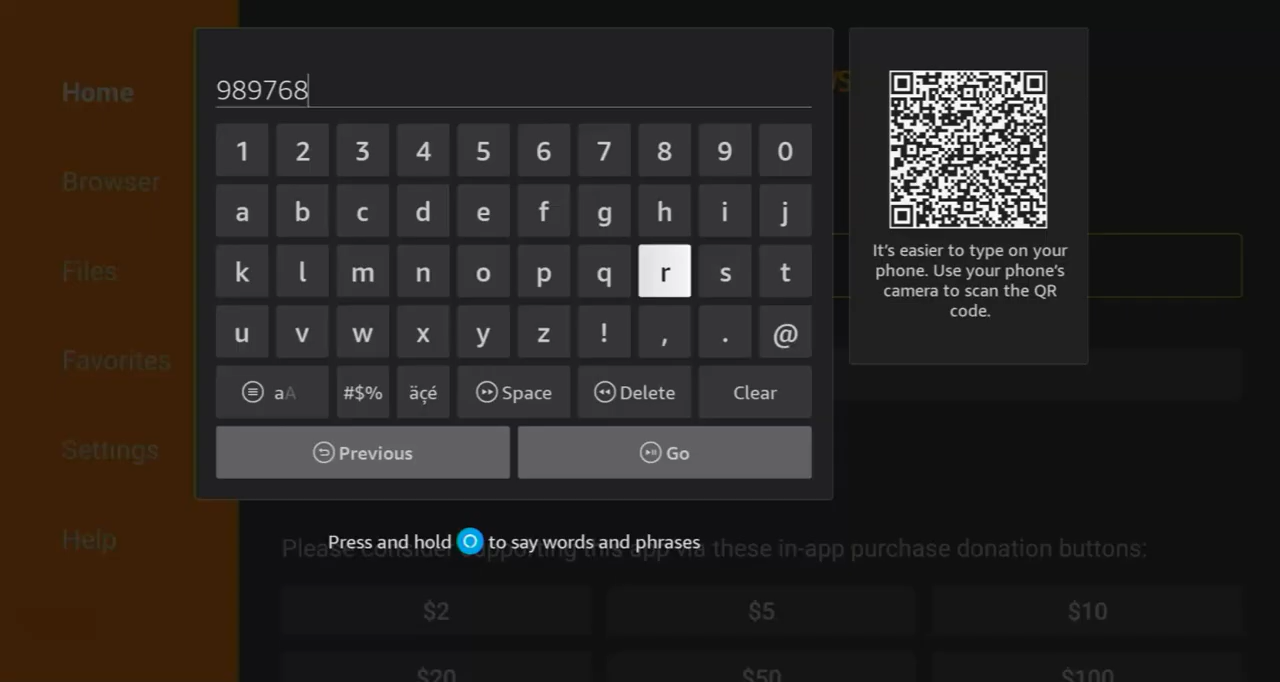 Home
Browser
Files
Favorites
Settings
Help
989768
1 2 3 4 5 6 7 8 9 0
a b c d e f g h i j
k l m n o p q r s t
u v w x y z ! , . @
aA #$% äçé Space Delete Clear
Previous Go
It's easier to type on your
phone. Use your phone's
camera to scan the QR
code.
Press and hold to say words and phrases
Please consider supporting this app via these in-app purchase donation buttons:
$2 $5 $10
$20 $50 $100